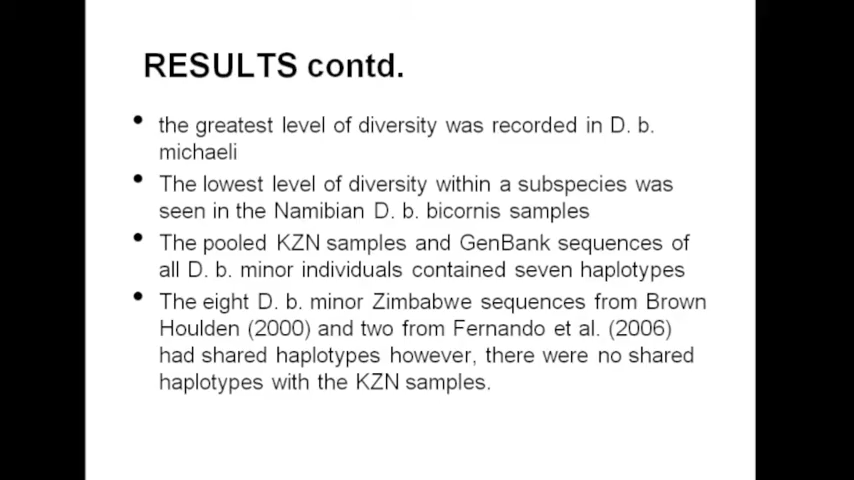 RESULTS contd.
• the greatest level of diversity was recorded in D. b.
michaeli
• The lowest level of diversity within a subspecies was
seen in the Namibian D. b. bicornis samples
• The pooled KZN samples and GenBank sequences of
all D. b. minor individuals contained seven haplotypes
• The eight D. b. minor Zimbabwe sequences from Brown
Houlden (2000) and two from Fernando et al. (2006)
had shared haplotypes however, there were no shared
haplotypes with the KZN samples.